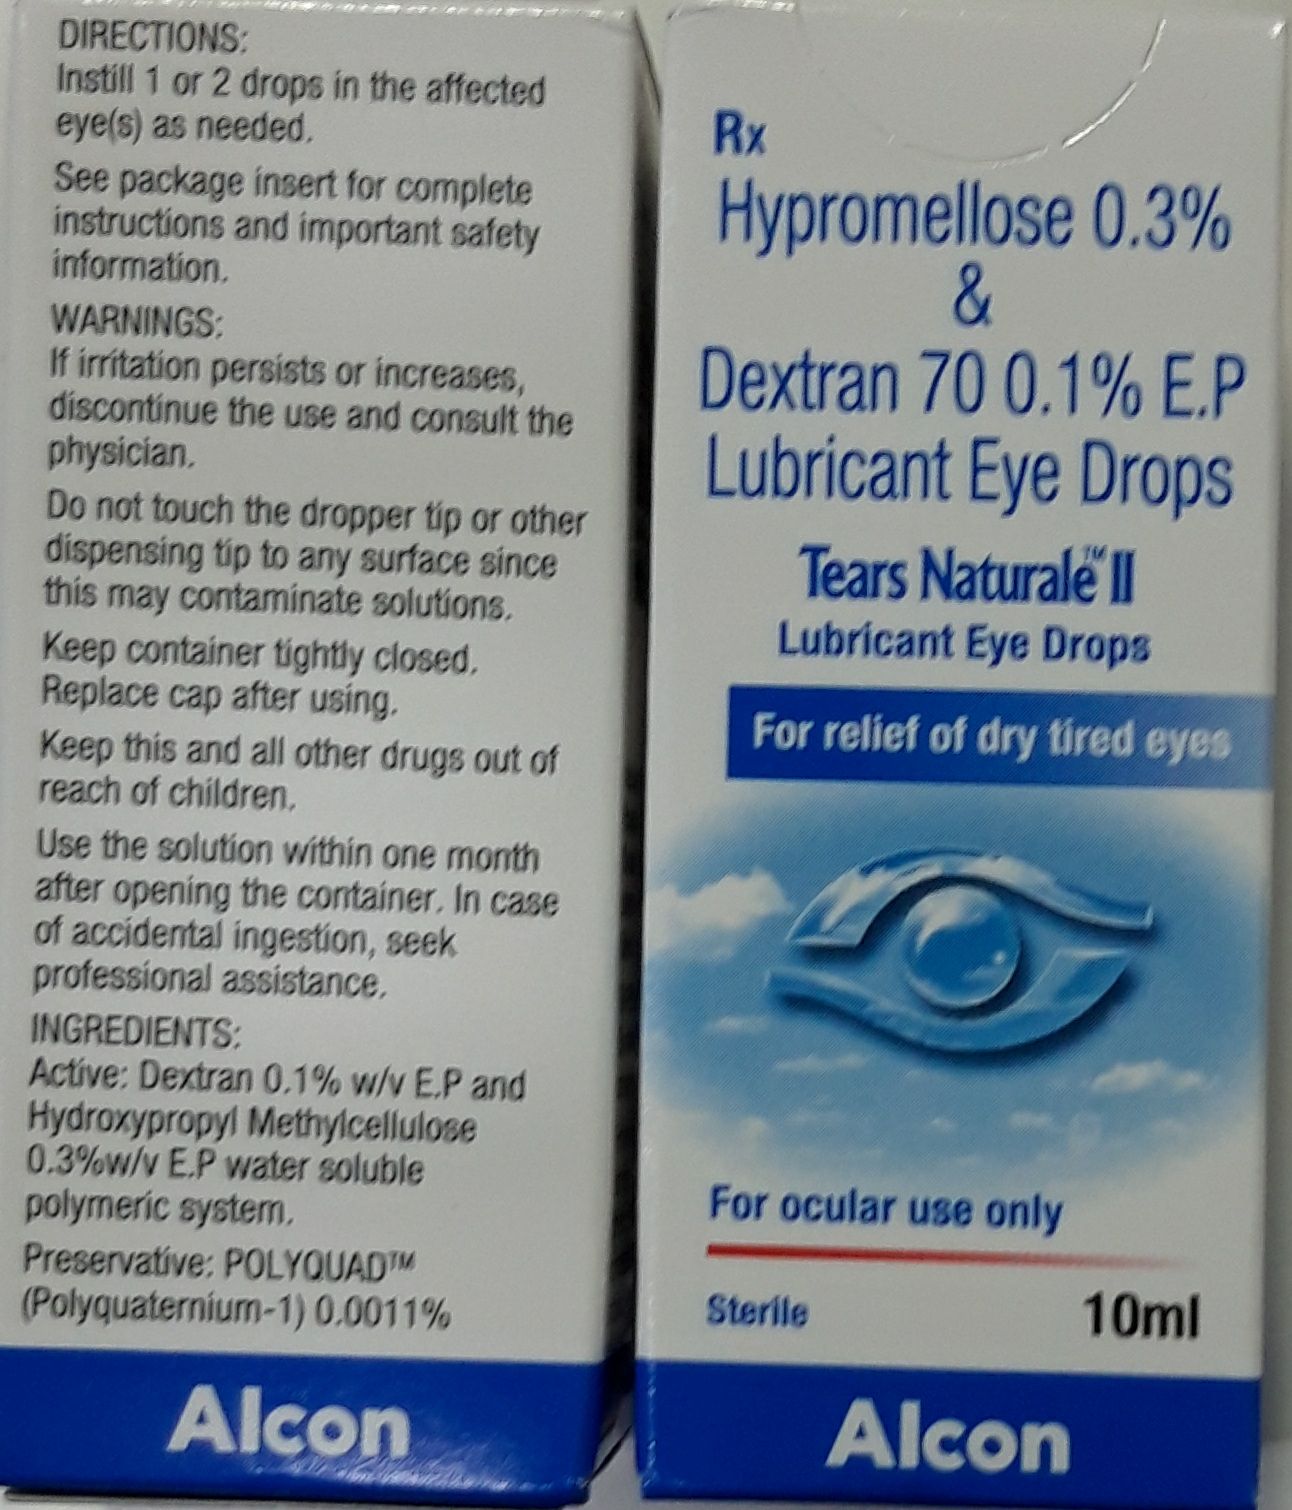 DIRECTIONS:
Instill 1 or 2 drops in the affected
eye(s) as needed.
See package insert for complete
instructions and important safety
information.
WARNINGS:
If irritation persists or increases,
discontinue the use and consult the
physician.
Do not touch the dropper tip or other
dispensing tip to any surface since
this may contaminate solutions.
Keep container tightly closed.
Replace cap after using.
Keep this and all other drugs out of
reach of children.
Use the solution within one month
after opening the container. In case
of accidental ingestion, seek
professional assistance.
INGREDIENTS:
Active: Dextran 0.1% w/v E.P and
Hydroxypropyl Methylcellulose
0.3%w/v E.P water soluble
polymeric system.
Preservative: POLYQUAD™
(Polyquaternium-1) 0.0011%
Alcon
Rx
Hypromellose 0.3%
&
Dextran 70 0.1% E.P
Lubricant Eye Drops
Tears Naturale™ II
Lubricant Eye Drops
For relief of dry tired eyes
For ocular use only
Sterile 10ml
Alcon